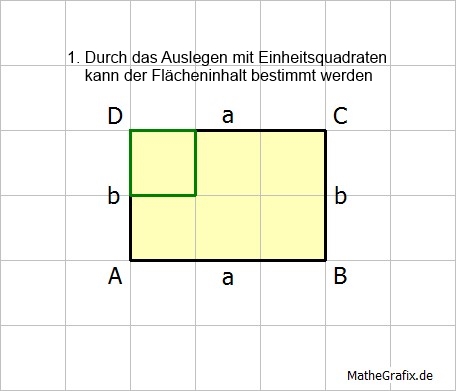 1. Durch das Auslegen mit Einheitsquadraten
kann der Flächeninhalt bestimmt werden
D a C
b b
A a B
MatheGrafix.de